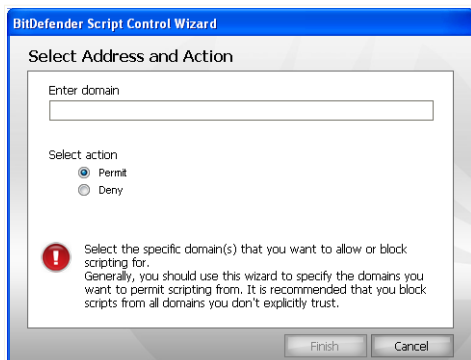 BitDefender Script Control Wizard
Select Address and Action
Enter domain
Select action
Permit
Deny
Select the specific domain(s) that you want to allow or block
scripting for.
Generally, you should use this wizard to specify the domains you
want to permit scripting from. It is recommended that you block
scripts from all domains you don't explicitly trust.
Finish
Cancel